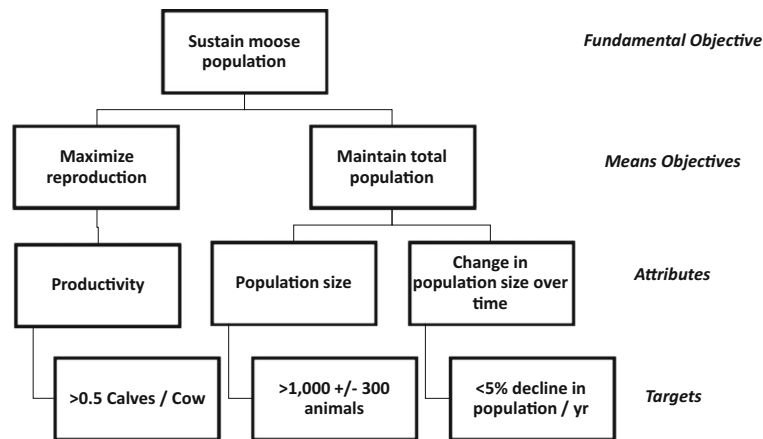 Sustain moose
population
Fundamental Objective
Maximize
reproduction
Maintain total
population
Means Objectives
Productivity
Population size
Change in
population size over
time
Attributes
>0.5 Calves / Cow
>1,000 +/- 300
animals
<5% decline in
population / yr
Targets